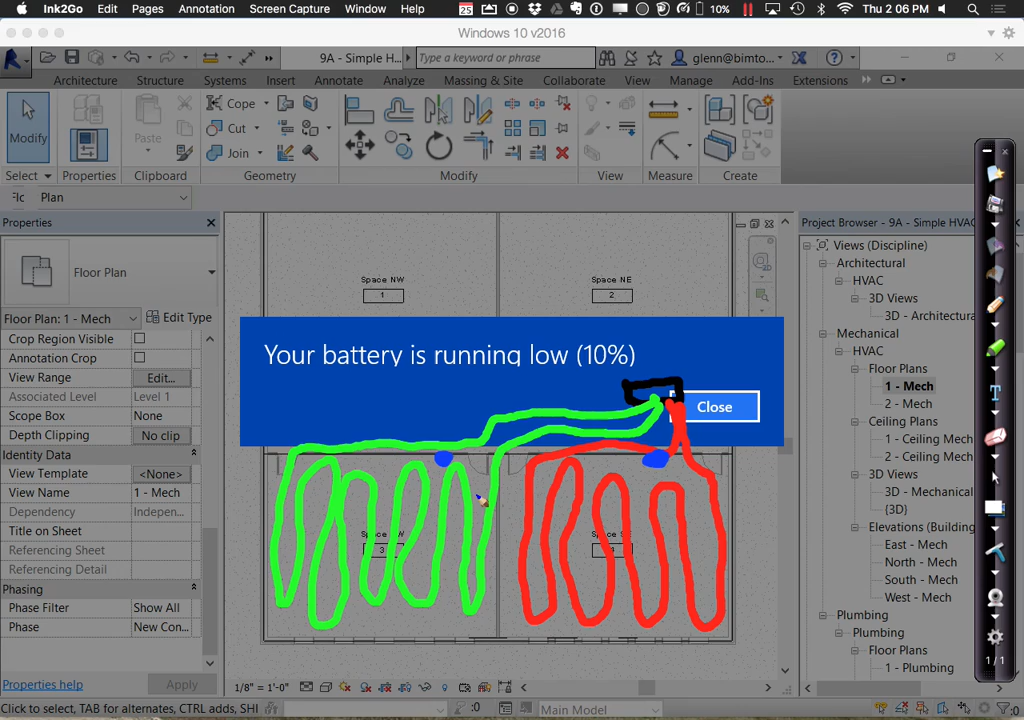 Ink2Go Edit Pages Annotation Screen Capture Window Help 25 10% Thu 2 06 PM
Windows 10 v2016
9A - Simple H... Type a keyword or phrase glenn@bimto...
Architecture Structure Systems Insert Annotate Analyze Massing & Site Collaborate View Manage Add-Ins Extensions
Modify Paste Cope Cut Join
Select Properties Clipboard Geometry Modify View Measure Create
Plan
Properties
Floor Plan
Floor Plan: 1 - Mech Edit Type
Crop Region Visible
Annotation Crop
View Range Edit...
Associated Level Level 1
Scope Box None
Depth Clipping No clip
Identity Data
View Template <None>
View Name 1 - Mech
Dependency Indepen...
Title on Sheet
Referencing Sheet
Referencing Detail
Phasing
Phase Filter Show All
Phase New Con...
Properties help Apply
Space NW
1
Space NE
2
Your battery is running low (10%)
Close
3
Project Browser - 9A - Simple HVAC
Views (Discipline)
Architectural
HVAC
3D Views
3D - Architectura
Mechanical
HVAC
Floor Plans
1 - Mech
2 - Mech
Ceiling Plans
1 - Ceiling Mech
2 - Ceiling Mech
3D Views
3D - Mechanical
{3D}
Elevations (Building
East - Mech
North - Mech
South - Mech
West - Mech
Plumbing
Plumbing
Floor Plans
1 - Plumbing
T
1 / 1
1/8" = 1'-0"
Click to select, TAB for alternates, CTRL adds, SHI :0 Main Model :0